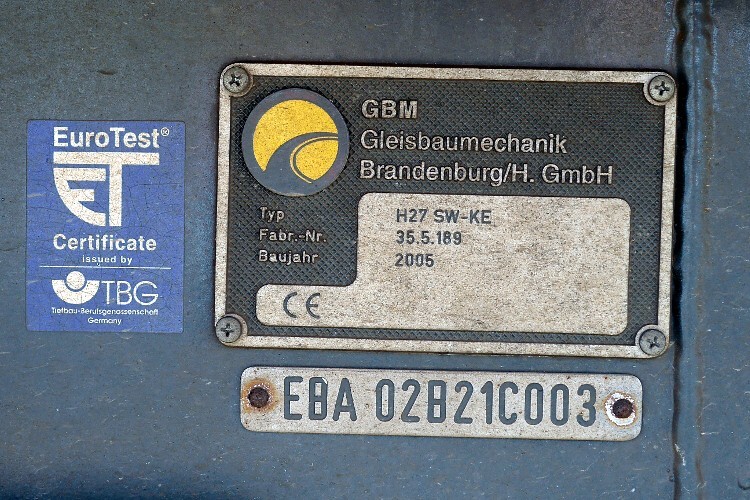 EuroTest®
ET
Certificate
issued by
TBG
Tiefbau-Berufsgenossenschaft
Germany
GBM
Gleisbaumechanik
Brandenburg/H. GmbH
Typ H27 SW-KE
Fabr.-Nr. 35.5.189
Baujahr 2005
CE
EBA 02B21C003